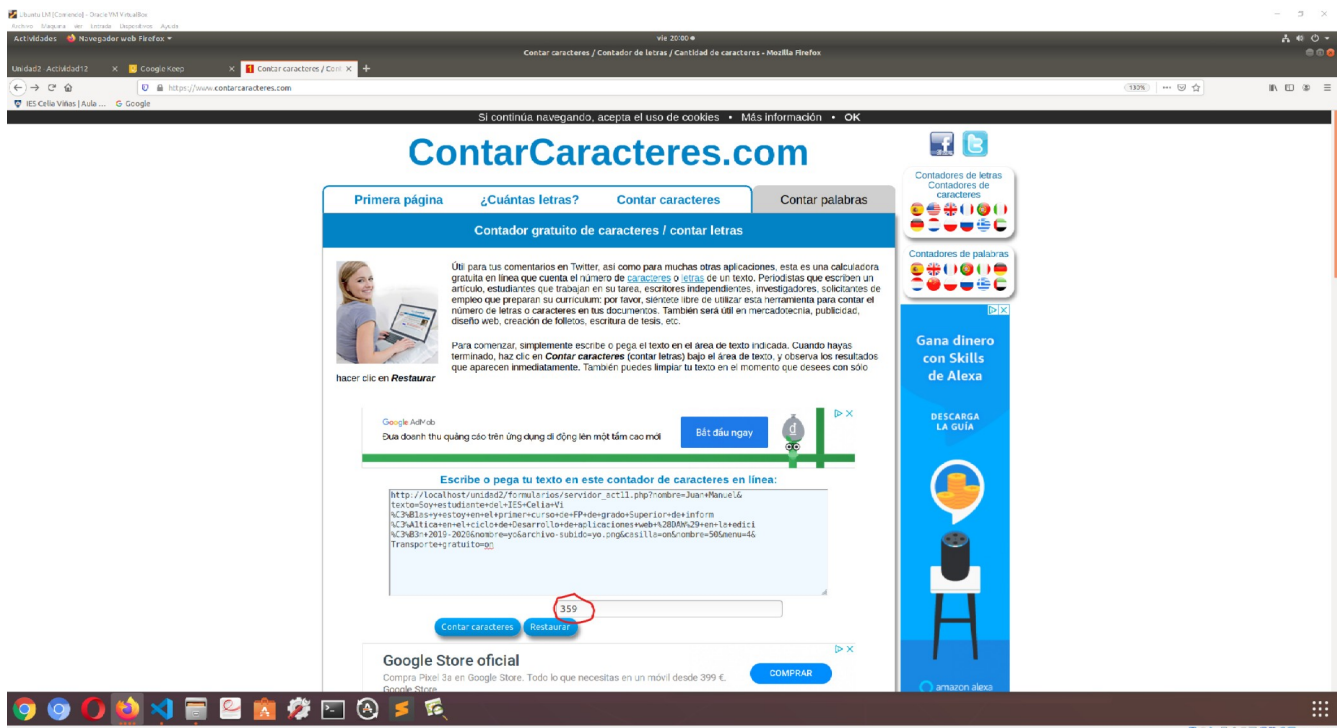 Ubuntu LM [Corriendo] - Oracle VM VirtualBox
Archivo Máquina Ver Entrada Dispositivos Ayuda
Actividades Navegador web Firefox vie 20:00
Contar caracteres / Contador de letras / Cantidad de caracteres - Mozilla Firefox
Unidad2 -Actividad12 Google Keep Contar caracteres / Con
https://www.contarcaracteres.com 130%
IES Celia Viñas | Aula ... Google
Si continúa navegando, acepta el uso de cookies • Más información • OK
ContarCaracteres.com
Primera página ¿Cuántas letras? Contar caracteres Contar palabras
Contador gratuito de caracteres / contar letras
Útil para tus comentarios en Twitter, así como para muchas otras aplicaciones, esta es una calculadora
gratuita en línea que cuenta el número de caracteres o letras de un texto. Periodistas que escriben un
artículo, estudiantes que trabajan en su tarea, escritores independientes, investigadores, solicitantes de
empleo que preparan su currículum: por favor, siéntete libre de utilizar esta herramienta para contar el
número de letras o caracteres en tus documentos. También será útil en mercadotecnia, publicidad,
diseño web, creación de folletos, escritura de tesis, etc.
Para comenzar, simplemente escribe o pega el texto en el área de texto indicada. Cuando hayas
terminado, haz clic en Contar caracteres (contar letras) bajo el área de texto, y observa los resultados
que aparecen inmediatamente. También puedes limpiar tu texto en el momento que desees con sólo
hacer clic en Restaurar
Google AdMob
Đưa doanh thu quảng cáo trên ứng dụng di động lên một tầm cao mới
Bắt đầu ngay
Escribe o pega tu texto en este contador de caracteres en línea:
http://localhost/unidad2/formularios/servidor_act11.php?nombre=Juan+Manuel&
texto=Soy+estudiante+del+IES+Celia+Vi
%C3%B1as+y+estoy+en+el+primer+curso+de+FP+de+grado+Superior+de+inform
%C3%A1tica+en+el+ciclo+de+Desarrollo+de+aplicaciones+web+%28DAW%29+en+la+edici
%C3%B3n+2019-2020&nombre=yo&archivo-subido=yo.png&casilla=on&nombre=50&menu=4&
Transporte+gratuito=on
359
Contar caracteres Restaurar
Google Store oficial
Compra Pixel 3a en Google Store. Todo lo que necesitas en un móvil desde 399 €.
Google Store
COMPRAR
Contadores de letras
Contadores de
caracteres
Contadores de palabras
Gana dinero
con Skills
de Alexa
DESCARGA
LA GUÍA
amazon alexa